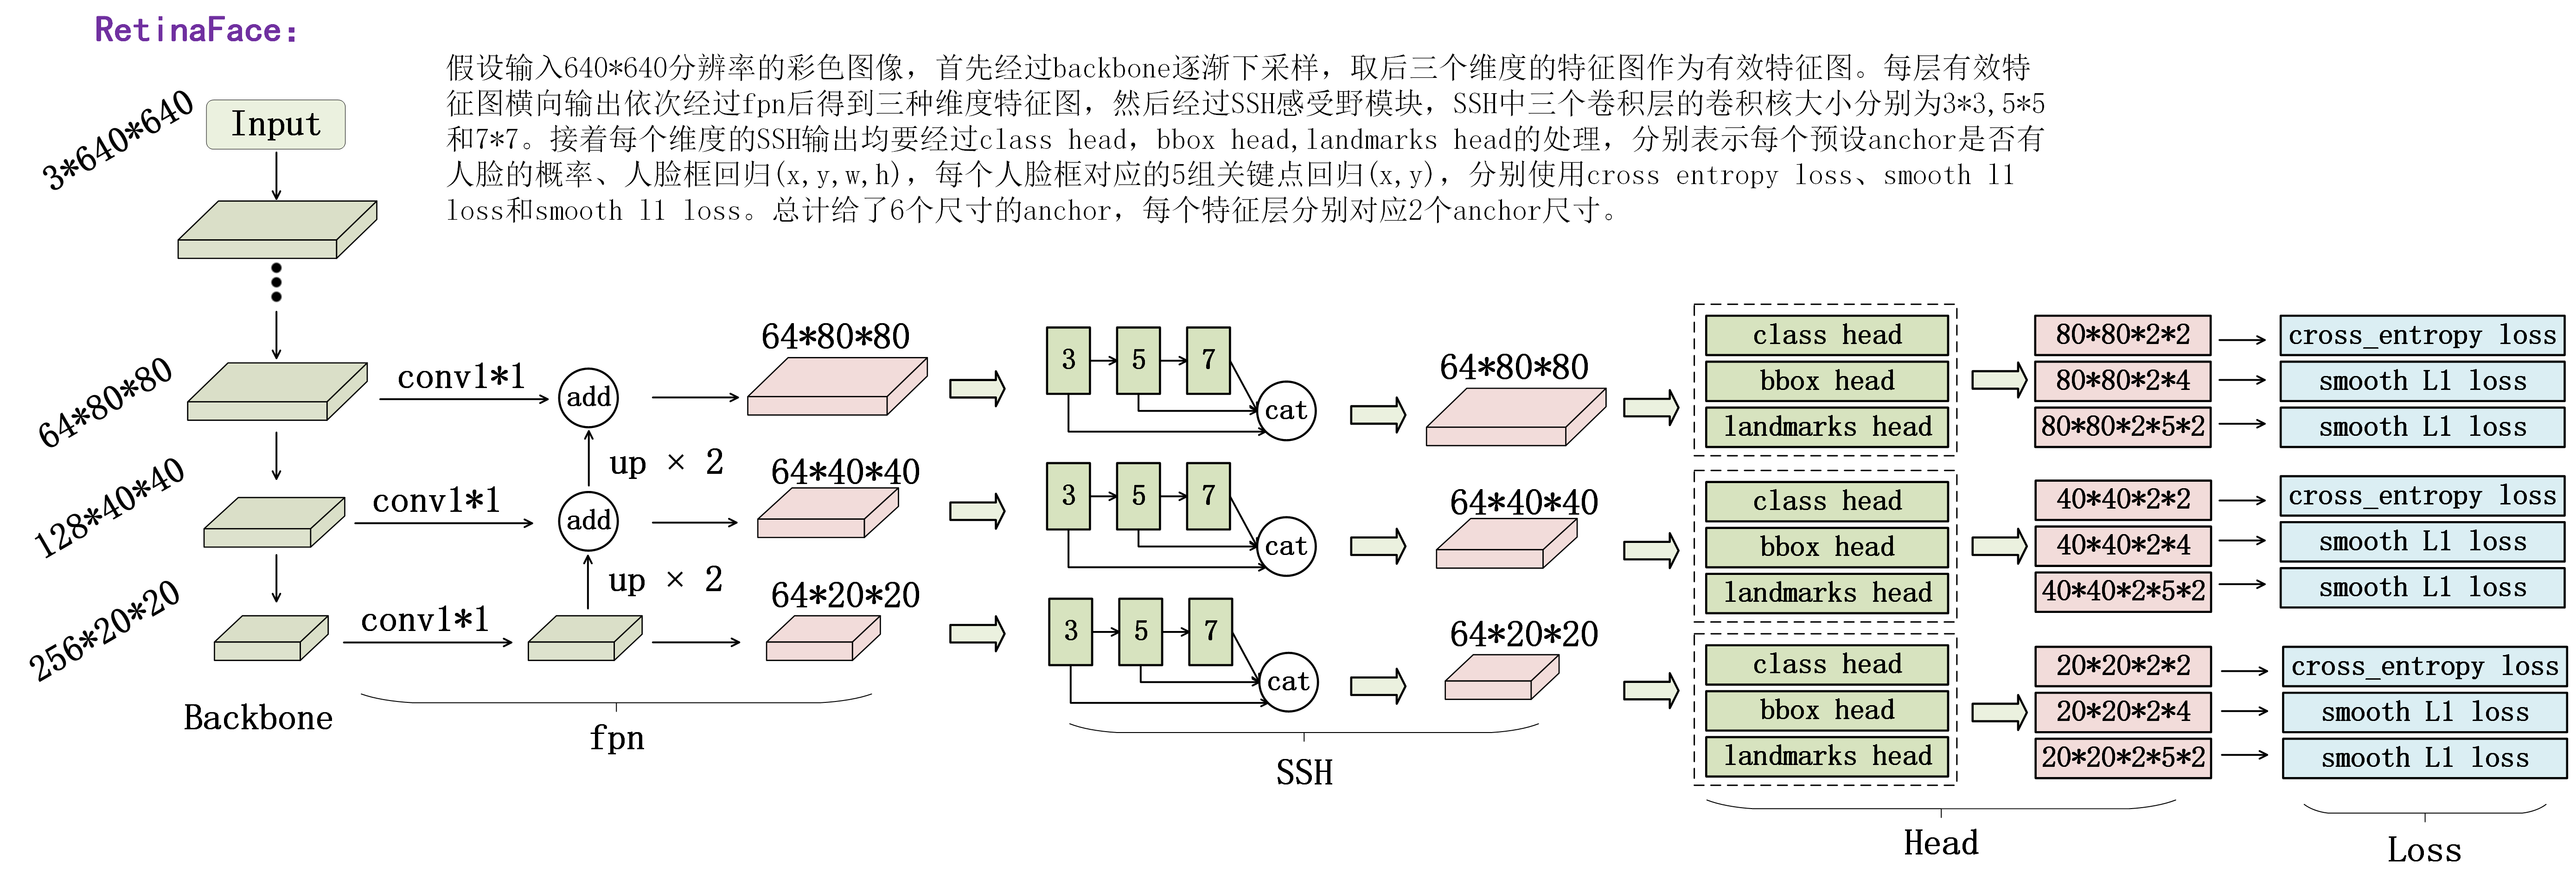 RetinaFace:
假设输入640*640分辨率的彩色图像，首先经过backbone逐渐下采样，取后三个维度的特征图作为有效特征图。每层有效特
征图横向输出依次经过fpn后得到三种维度特征图，然后经过SSH感受野模块，SSH中三个卷积层的卷积核大小分别为3*3,5*5
和7*7。接着每个维度的SSH输出均要经过class head，bbox head,landmarks head的处理，分别表示每个预设anchor是否有
人脸的概率、人脸框回归(x,y,w,h)，每个人脸框对应的5组关键点回归(x,y)，分别使用cross entropy loss、smooth l1
loss和smooth l1 loss。总计给了6个尺寸的anchor，每个特征层分别对应2个anchor尺寸。
3*640*640
Input
64*80*80
conv1*1
add
64*80*80
3
5
7
cat
64*80*80
class head
bbox head
landmarks head
80*80*2*2
80*80*2*4
80*80*2*5*2
cross_entropy loss
smooth L1 loss
smooth L1 loss
up × 2
128*40*40
conv1*1
add
64*40*40
3
5
7
cat
64*40*40
class head
bbox head
landmarks head
40*40*2*2
40*40*2*4
40*40*2*5*2
cross_entropy loss
smooth L1 loss
smooth L1 loss
up × 2
256*20*20
conv1*1
64*20*20
3
5
7
cat
64*20*20
class head
bbox head
landmarks head
20*20*2*2
20*20*2*4
20*20*2*5*2
cross_entropy loss
smooth L1 loss
smooth L1 loss
Backbone
fpn
SSH
Head
Loss